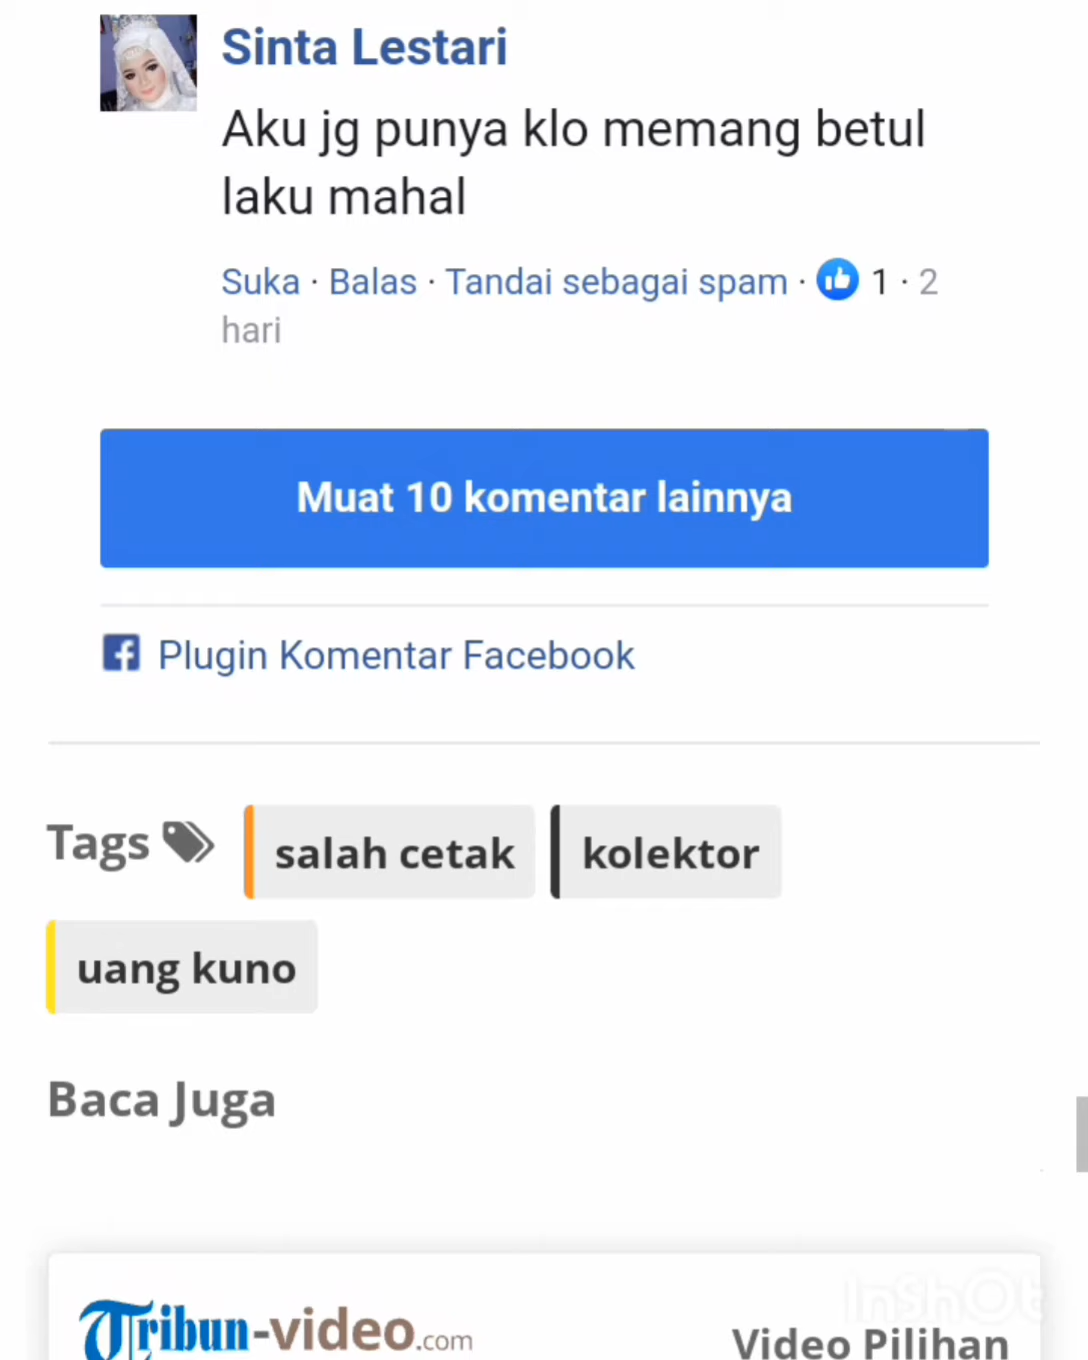 Sinta Lestari
Aku jg punya klo memang betul
laku mahal
Suka · Balas · Tandai sebagai spam · 1 · 2
hari
Muat 10 komentar lainnya
Plugin Komentar Facebook
Tags salah cetak kolektor
uang kuno
Baca Juga
InShOt
Tribun-video.com Video Pilihan